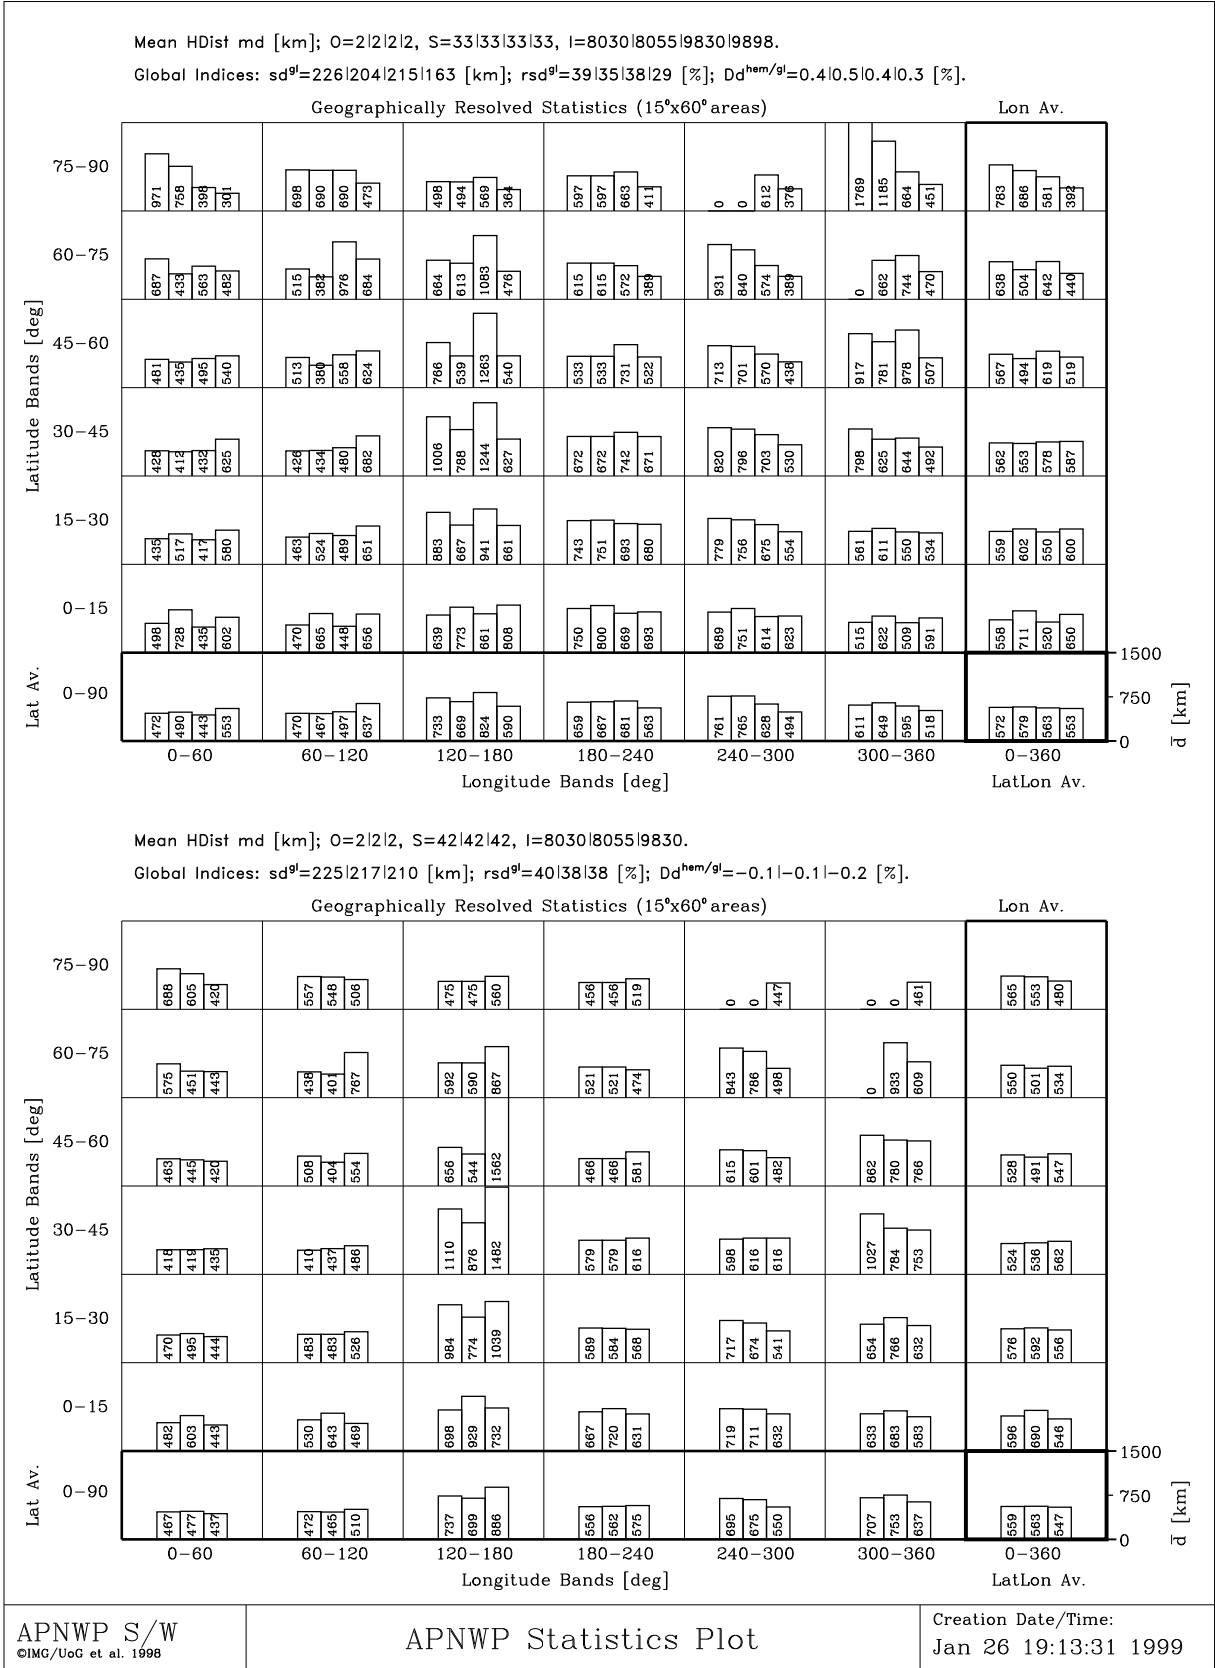 Mean HDist md [km]; O=2|2|2|2, S=33|33|33|33, I=8030|8055|9830|9898.
Global Indices: sd^gl=226|204|215|163 [km]; rsd^gl=39|35|38|29 [%]; Dd^hem/gl=0.4|0.5|0.4|0.3 [%].
Geographically Resolved Statistics (15°x60° areas) Lon Av.
75-90 971 758 398 301 698 690 690 473 498 494 569 364 597 597 663 411 0 0 612 376 1769 1185 664 451 783 686 581 392
60-75 687 433 563 482 515 382 976 684 664 613 1083 476 615 615 572 389 931 840 574 389 0 662 744 470 638 504 642 440
45-60 481 435 495 540 513 380 558 624 766 539 1263 540 533 533 731 522 713 701 570 438 917 781 978 507 567 494 619 519
30-45 428 412 432 625 426 434 480 682 1006 788 1244 627 672 672 742 671 820 796 703 530 798 625 644 492 562 553 578 587
15-30 435 517 417 580 463 524 489 651 883 667 941 661 743 751 693 680 779 756 675 554 561 611 550 534 559 602 550 600
0-15 498 728 435 602 470 665 448 656 639 773 661 808 750 800 669 693 689 751 614 623 515 622 509 591 558 711 520 650
0-90 472 490 443 553 470 467 497 637 733 669 824 590 659 667 681 563 761 765 628 494 611 649 595 518 572 579 563 553
Latitude Bands [deg]
Lat Av.
1500
750
0
d̅ [km]
0-60 60-120 120-180 180-240 240-300 300-360 0-360
Longitude Bands [deg] LatLon Av.
Mean HDist md [km]; O=2|2|2, S=42|42|42, I=8030|8055|9830.
Global Indices: sd^gl=225|217|210 [km]; rsd^gl=40|38|38 [%]; Dd^hem/gl=-0.1|-0.1|-0.2 [%].
Geographically Resolved Statistics (15°x60° areas) Lon Av.
75-90 688 605 420 557 548 506 475 475 560 456 456 519 0 0 447 0 0 461 565 553 480
60-75 575 451 443 438 401 767 592 590 867 521 521 474 843 786 498 0 933 609 550 501 534
45-60 463 445 420 508 404 554 656 544 1562 466 466 581 615 601 482 862 780 766 528 491 547
30-45 418 419 435 410 437 486 1110 876 1482 579 579 616 598 616 616 1027 784 753 524 536 562
15-30 470 495 444 483 483 526 984 774 1039 589 584 568 717 674 541 654 766 632 576 592 556
0-15 482 603 443 530 643 469 698 929 732 667 720 631 719 711 632 633 683 583 596 690 546
0-90 467 477 437 472 465 510 737 699 886 556 562 575 695 675 550 707 753 637 559 563 547
Latitude Bands [deg]
Lat Av.
1500
750
0
d̅ [km]
0-60 60-120 120-180 180-240 240-300 300-360 0-360
Longitude Bands [deg] LatLon Av.
APNWP S/W
©IMG/UoG et al. 1998
APNWP Statistics Plot
Creation Date/Time:
Jan 26 19:13:31 1999